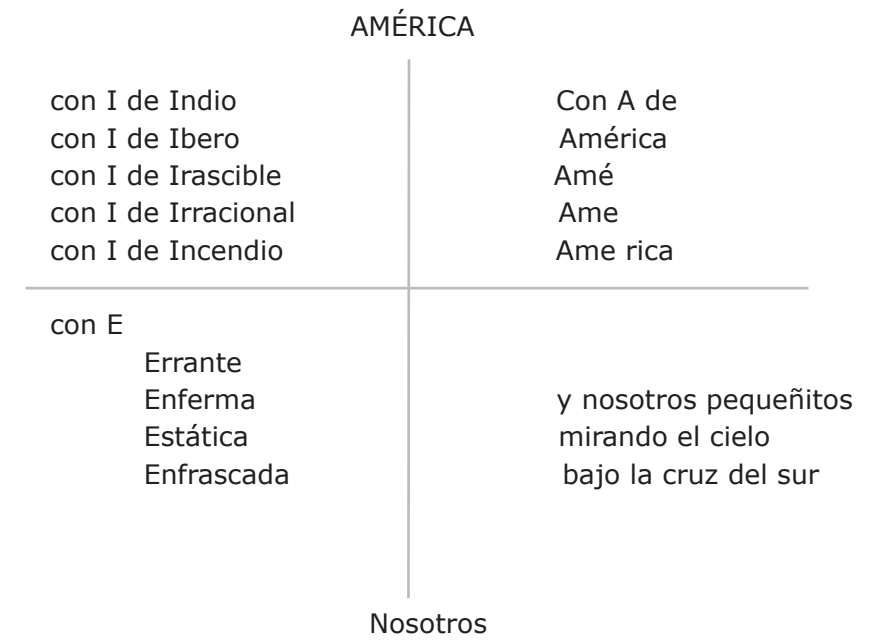 AMÉRICA
con I de Indio
con I de Ibero
con I de Irascible
con I de Irracional
con I de Incendio
Con A de
América
Amé
Ame
Ame rica
con E
Errante
Enferma
Estática
Enfrascada
y nosotros pequeñitos
mirando el cielo
bajo la cruz del sur
Nosotros